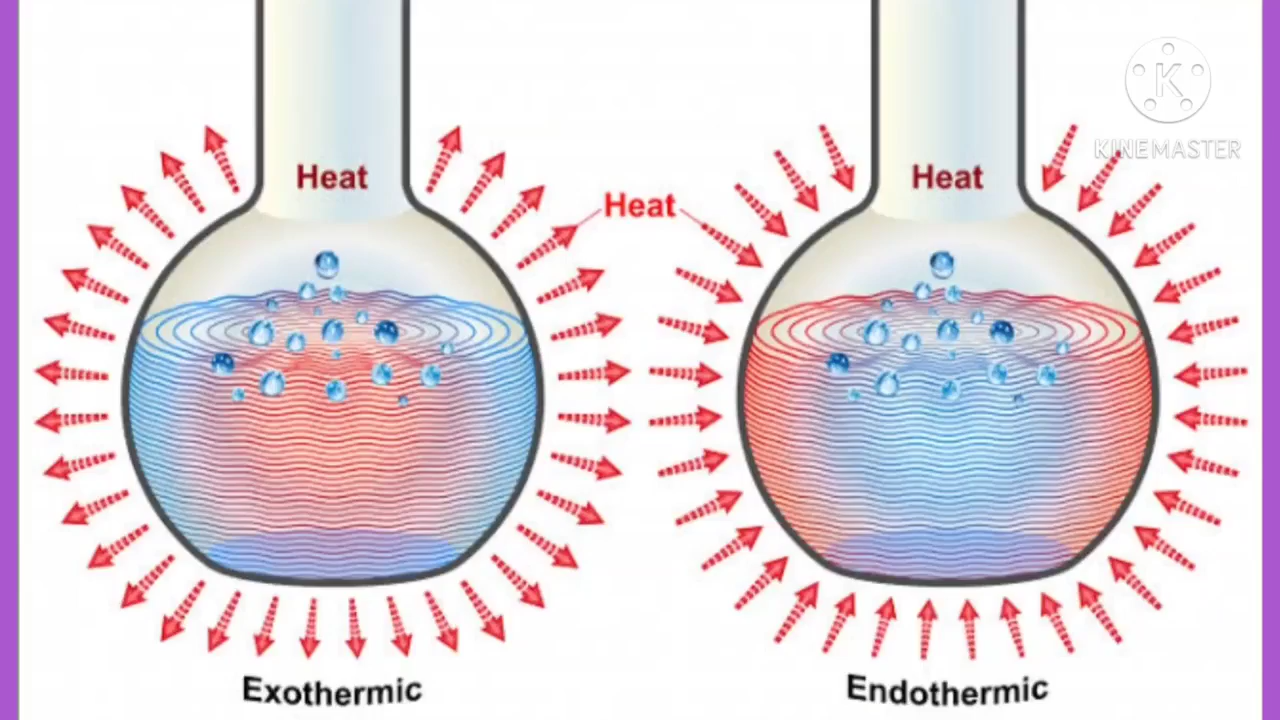 K
KINEMASTER
Heat
Heat
Heat
Exothermic
Endothermic